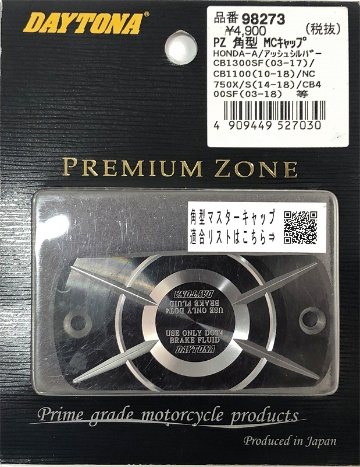 DAYTONA®
品番 98273
¥4,900 (税抜)
PZ 角型 MCキャップ
HONDA-A/アッシュシルバー
CB1300SF(03-17)/
CB1100(10-18)/NC
750X/S(14-18)/CB4
00SF(03-18) 等
4 909449 527030
PREMIUM ZONE
角型マスターキャップ
適合リストはこちら⇒
USE ONLY DOT4
BRAKE FLUID
DAYTONA
USE ONLY DOT4
BRAKE FLUID
DAYTONA
Prime grade motorcycle products
Produced in Japan